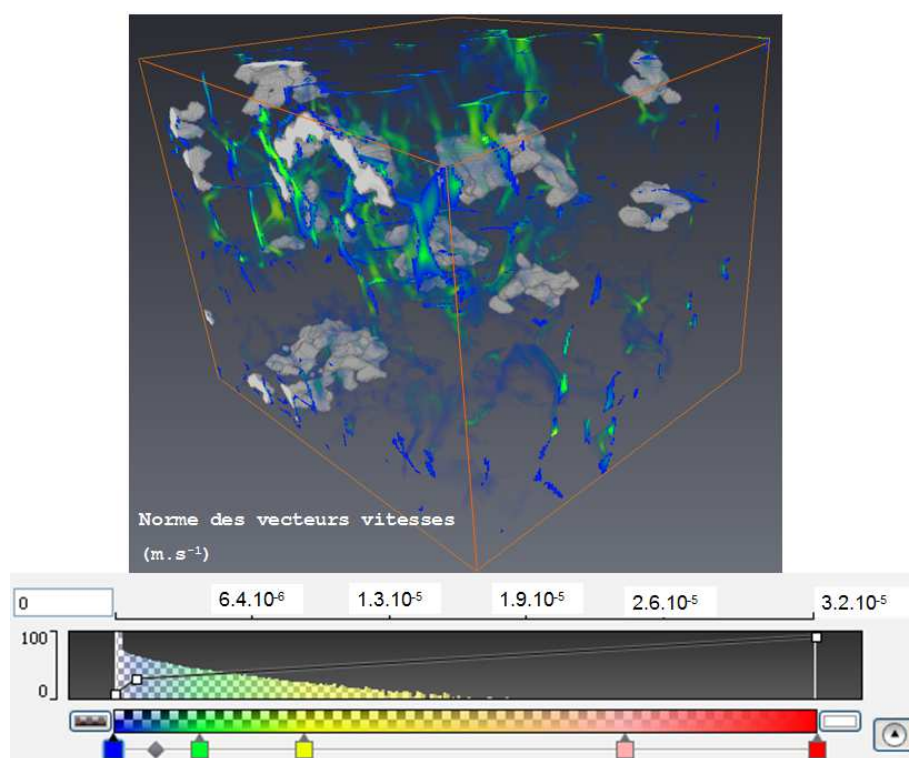 Norme des vecteurs vitesses
(m.s⁻¹)
0 6.4.10⁻⁶ 1.3.10⁻⁵ 1.9.10⁻⁵ 2.6.10⁻⁵ 3.2.10⁻⁵
100
0